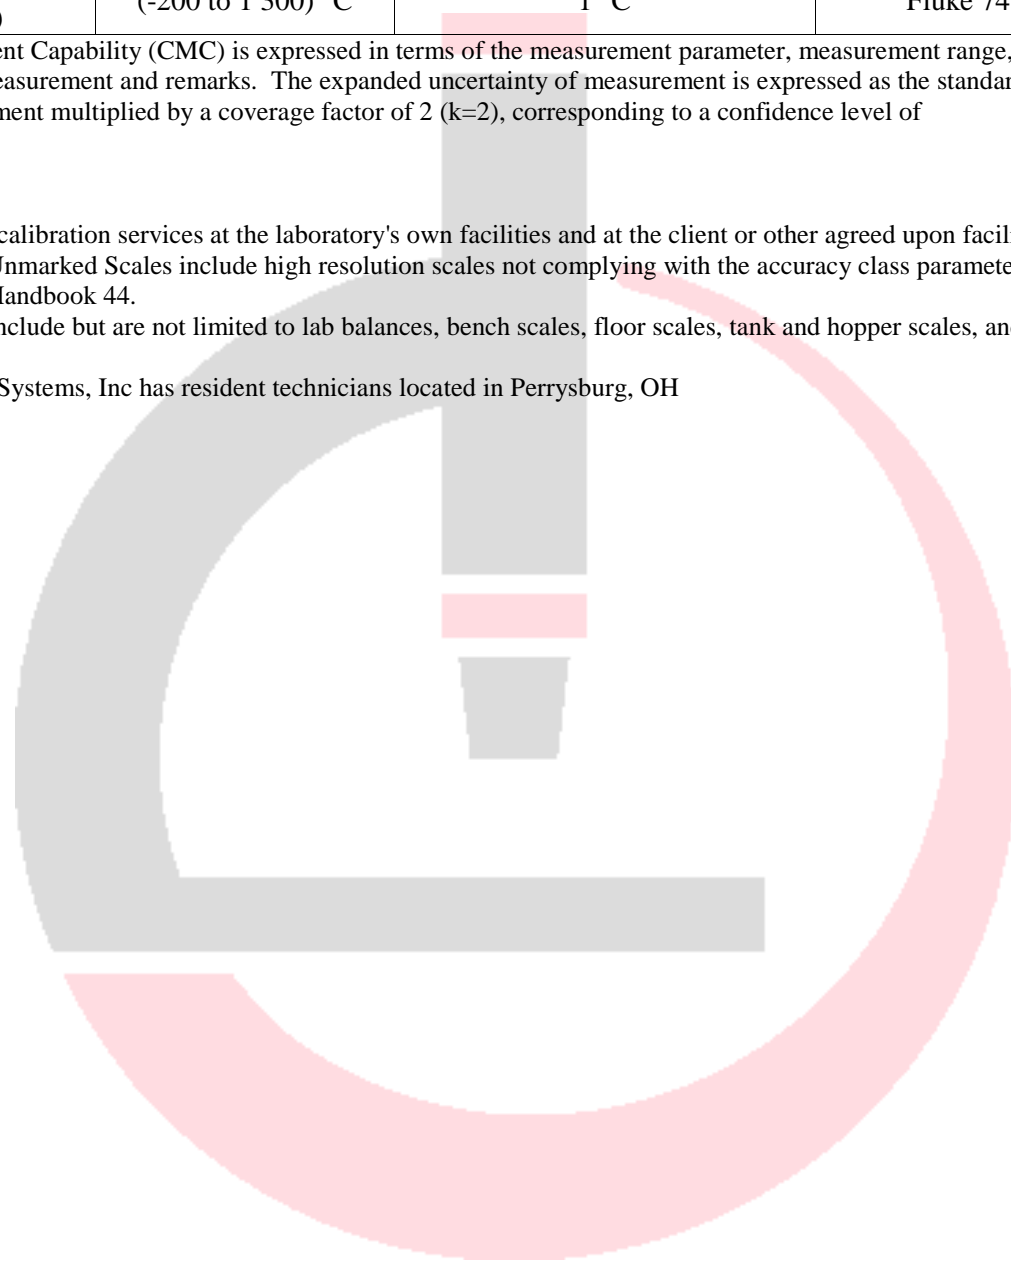 ) (-200 to 1 300) °C 1 °C Fluke 74
ent Capability (CMC) is expressed in terms of the measurement parameter, measurement range,
easurement and remarks. The expanded uncertainty of measurement is expressed as the standar
ment multiplied by a coverage factor of 2 (k=2), corresponding to a confidence level of
calibration services at the laboratory's own facilities and at the client or other agreed upon facili
Unmarked Scales include high resolution scales not complying with the accuracy class paramete
Handbook 44.
nclude but are not limited to lab balances, bench scales, floor scales, tank and hopper scales, an
Systems, Inc has resident technicians located in Perrysburg, OH